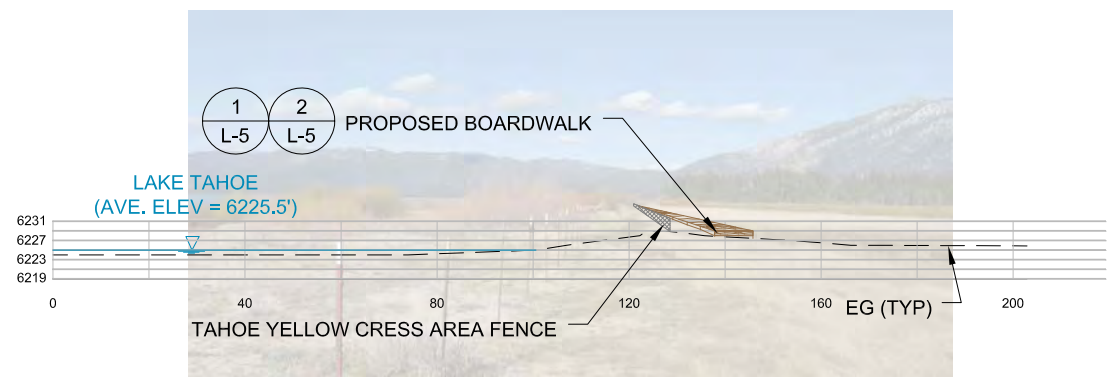 1 2
L-5 L-5
PROPOSED BOARDWALK
LAKE TAHOE
(AVE. ELEV = 6225.5')
6231
6227
6223
6219
0 40 80 120 160 200
TAHOE YELLOW CRESS AREA FENCE
EG (TYP)